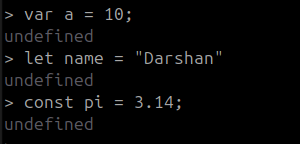 > var a = 10;
undefined
> let name = "Darshan"
undefined
> const pi = 3.14;
undefined